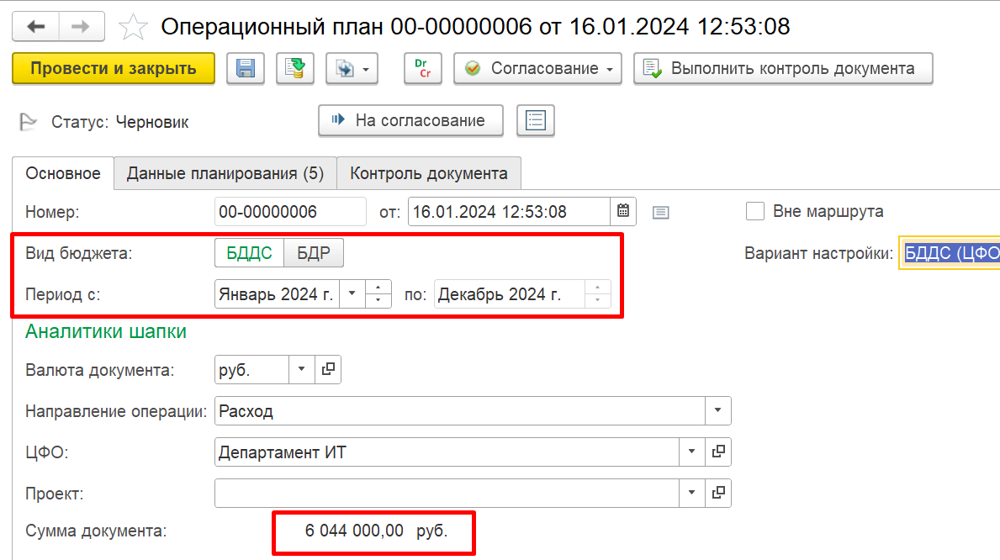 Операционный план 00-00000006 от 16.01.2024 12:53:08
Провести и закрыть Dr Cr Согласование Выполнить контроль документа
Статус: Черновик На согласование
Основное Данные планирования (5) Контроль документа
Номер: 00-00000006 от: 16.01.2024 12:53:08 Вне маршрута
Вид бюджета: БДДС БДР Вариант настройки: БДДС (ЦФО
Период с: Январь 2024 г. по: Декабрь 2024 г.
Аналитики шапки
Валюта документа: руб.
Направление операции: Расход
ЦФО: Департамент ИТ
Проект:
Сумма документа: 6 044 000,00 руб.